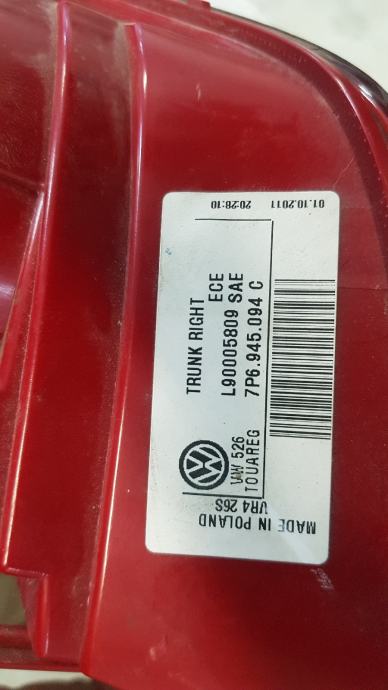 TRUNK RIGHT
ECE
L90005809 SAE
7P6.945.094 C
VW 526
TOUAREG
01.10.2011
20:28:10
MADE IN POLAND
VR4 26S